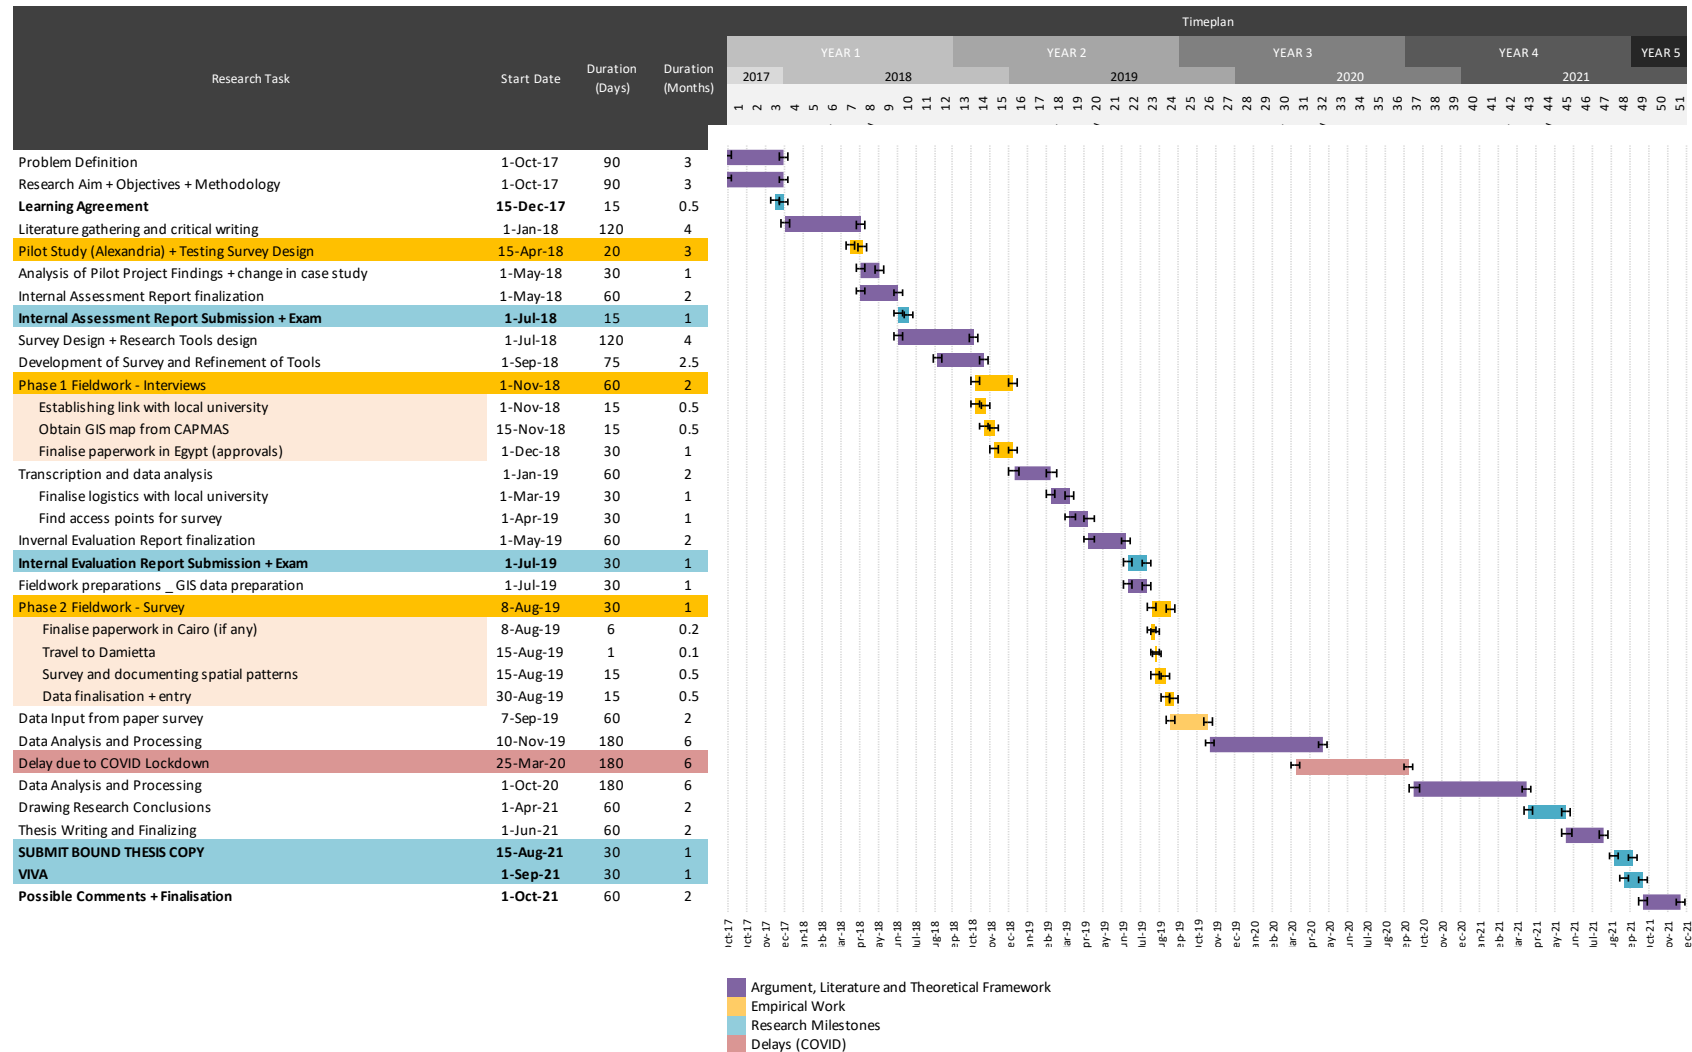 Timeplan
YEAR 1 YEAR 2 YEAR 3 YEAR 4 YEAR 5
Research Task Start Date Duration (Days) Duration (Months)
2017 2018 2019 2020 2021
1 2 3 4 5 6 7 8 9 10 11 12 13 14 15 16 17 18 19 20 21 22 23 24 25 26 27 28 29 30 31 32 33 34 35 36 37 38 39 40 41 42 43 44 45 46 47 48 49 50 51
Problem Definition 1-Oct-17 90 3
Research Aim + Objectives + Methodology 1-Oct-17 90 3
Learning Agreement 15-Dec-17 15 0.5
Literature gathering and critical writing 1-Jan-18 120 4
Pilot Study (Alexandria) + Testing Survey Design 15-Apr-18 20 3
Analysis of Pilot Project Findings + change in case study 1-May-18 30 1
Internal Assessment Report finalization 1-May-18 60 2
Internal Assessment Report Submission + Exam 1-Jul-18 15 1
Survey Design + Research Tools design 1-Jul-18 120 4
Development of Survey and Refinement of Tools 1-Sep-18 75 2.5
Phase 1 Fieldwork - Interviews 1-Nov-18 60 2
Establishing link with local university 1-Nov-18 15 0.5
Obtain GIS map from CAPMAS 15-Nov-18 15 0.5
Finalise paperwork in Egypt (approvals) 1-Dec-18 30 1
Transcription and data analysis 1-Jan-19 60 2
Finalise logistics with local university 1-Mar-19 30 1
Find access points for survey 1-Apr-19 30 1
Invernal Evaluation Report finalization 1-May-19 60 2
Internal Evaluation Report Submission + Exam 1-Jul-19 30 1
Fieldwork preparations _ GIS data preparation 1-Jul-19 30 1
Phase 2 Fieldwork - Survey 8-Aug-19 30 1
Finalise paperwork in Cairo (if any) 8-Aug-19 6 0.2
Travel to Damietta 15-Aug-19 1 0.1
Survey and documenting spatial patterns 15-Aug-19 15 0.5
Data finalisation + entry 30-Aug-19 15 0.5
Data Input from paper survey 7-Sep-19 60 2
Data Analysis and Processing 10-Nov-19 180 6
Delay due to COVID Lockdown 25-Mar-20 180 6
Data Analysis and Processing 1-Oct-20 180 6
Drawing Research Conclusions 1-Apr-21 60 2
Thesis Writing and Finalizing 1-Jun-21 60 2
SUBMIT BOUND THESIS COPY 15-Aug-21 30 1
VIVA 1-Sep-21 30 1
Possible Comments + Finalisation 1-Oct-21 60 2
Argument, Literature and Theoretical Framework
Empirical Work
Research Milestones
Delays (COVID)